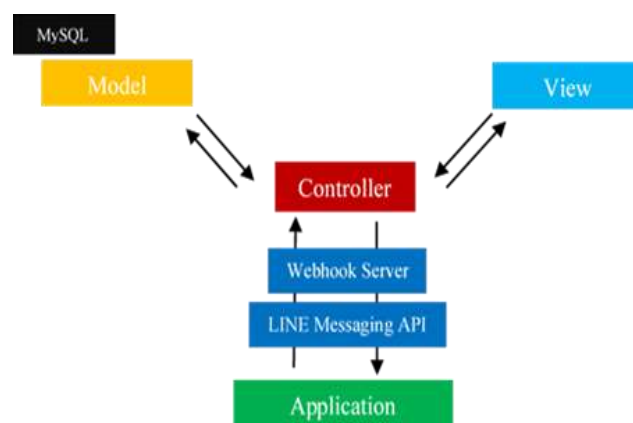 MySQL
Model
View
Controller
Webhook Server
LINE Messaging API
Application